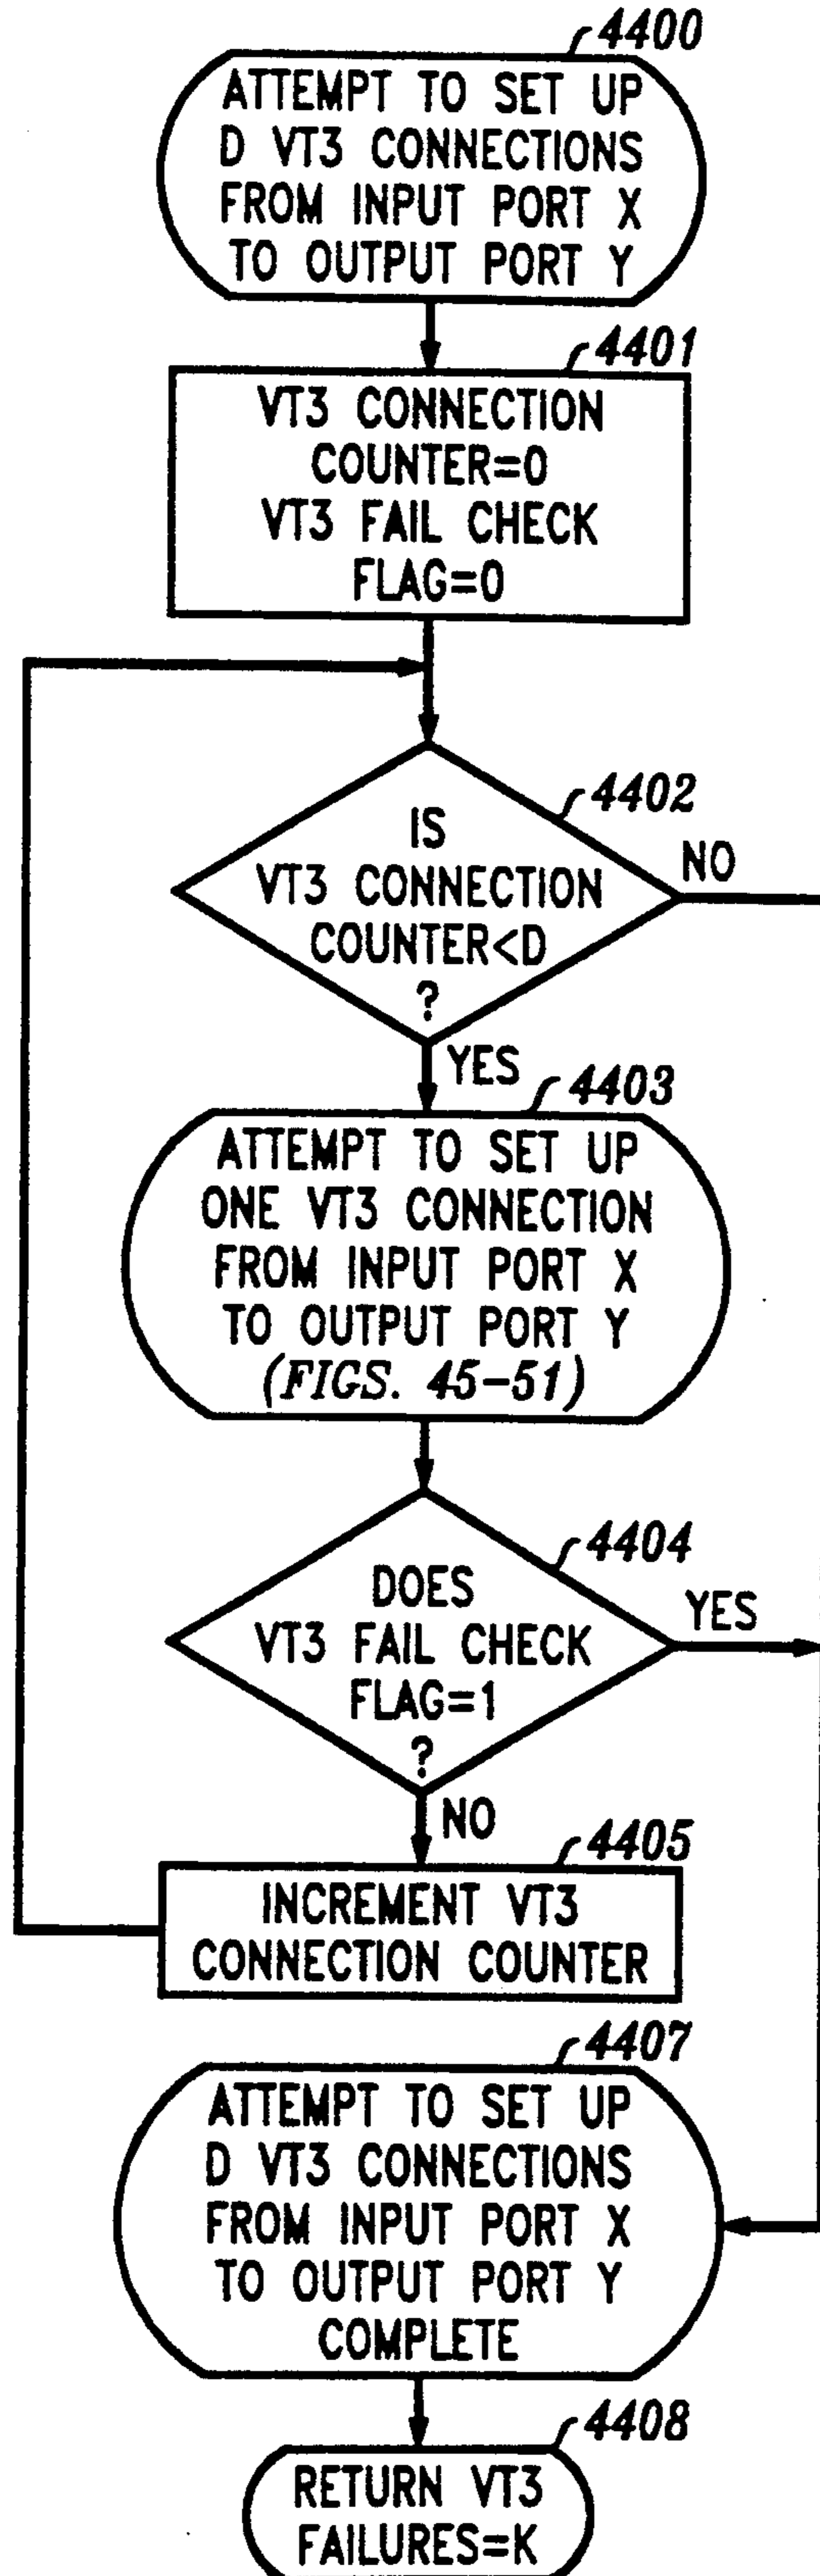 4400
ATTEMPT TO SET UP
D VT3 CONNECTIONS
FROM INPUT PORT X
TO OUTPUT PORT Y
4401
VT3 CONNECTION
COUNTER=0
VT3 FAIL CHECK
FLAG=0
4402
IS
VT3 CONNECTION
COUNTER<D
?
NO
YES
4403
ATTEMPT TO SET UP
ONE VT3 CONNECTION
FROM INPUT PORT X
TO OUTPUT PORT Y
(FIGS. 45-51)
4404
DOES
VT3 FAIL CHECK
FLAG=1
?
YES
NO
4405
INCREMENT VT3
CONNECTION COUNTER
4407
ATTEMPT TO SET UP
D VT3 CONNECTIONS
FROM INPUT PORT X
TO OUTPUT PORT Y
COMPLETE
4408
RETURN VT3
FAILURES=K